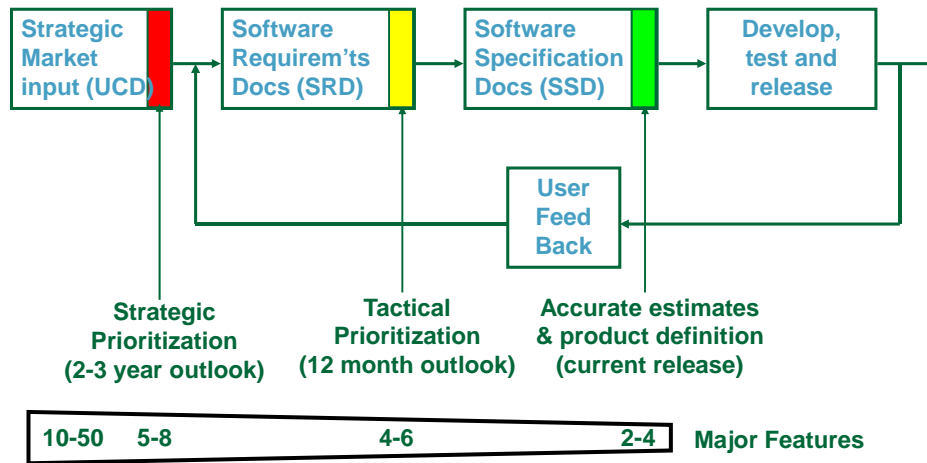 Strategic
Market
input (UCD)
Software
Requirem'ts
Docs (SRD)
Software
Specification
Docs (SSD)
Develop,
test and
release
User
Feed
Back
Strategic
Prioritization
(2-3 year outlook)
Tactical
Prioritization
(12 month outlook)
Accurate estimates
& product definition
(current release)
10-50 5-8 4-6 2-4 Major Features